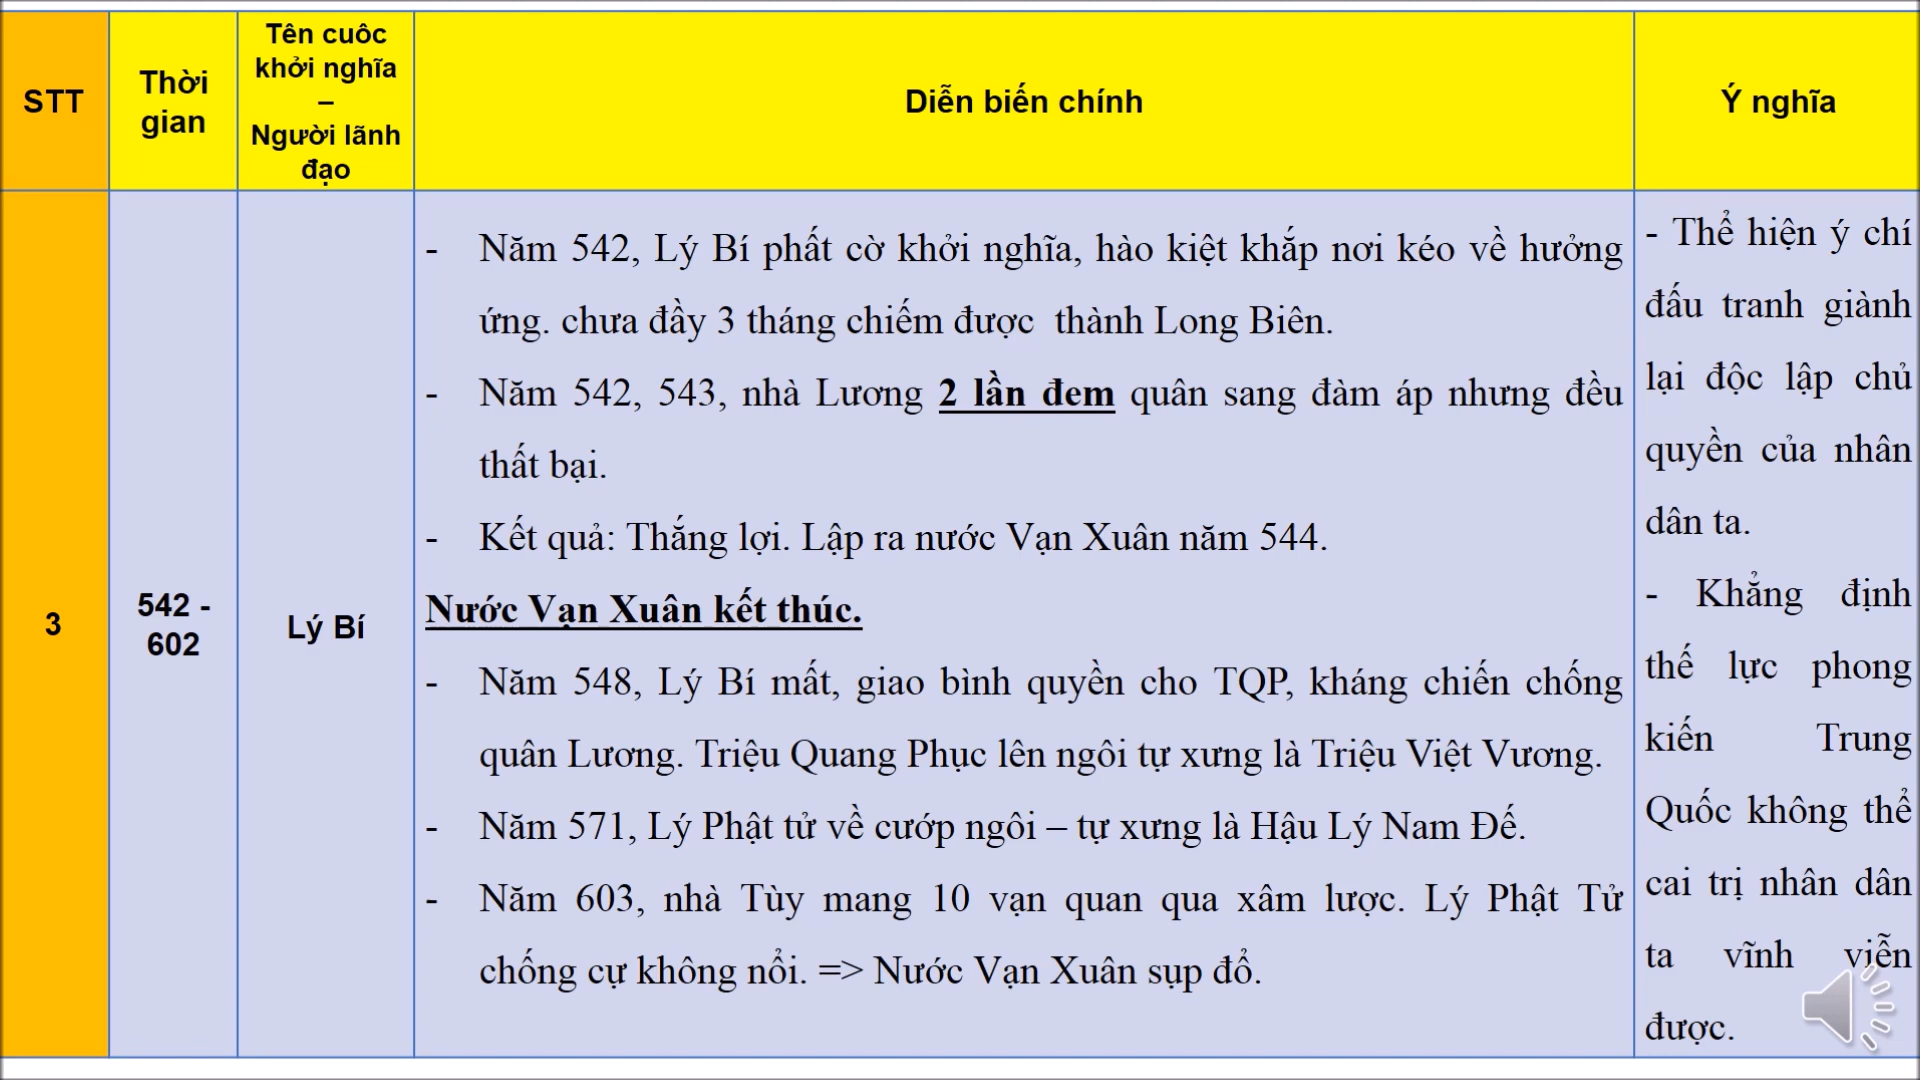 STT
Thời
gian
Tên cuôc
khởi nghĩa
–
Người lãnh
đạo
Diễn biến chính
Ý nghĩa
3
542 -
602
Lý Bí
- Năm 542, Lý Bí phất cờ khởi nghĩa, hào kiệt khắp nơi kéo về hưởng
ứng. chưa đầy 3 tháng chiếm được thành Long Biên.
- Năm 542, 543, nhà Lương 2 lần đem quân sang đàm áp nhưng đều
thất bại.
- Kết quả: Thắng lợi. Lập ra nước Vạn Xuân năm 544.
Nước Vạn Xuân kết thúc.
- Năm 548, Lý Bí mất, giao bình quyền cho TQP, kháng chiến chống
quân Lương. Triệu Quang Phục lên ngôi tự xưng là Triệu Việt Vương.
- Năm 571, Lý Phật tử về cướp ngôi – tự xưng là Hậu Lý Nam Đế.
- Năm 603, nhà Tùy mang 10 vạn quan qua xâm lược. Lý Phật Tử
chống cự không nổi. => Nước Vạn Xuân sụp đổ.
- Thể hiện ý chí
đấu tranh giành
lại độc lập chủ
quyền của nhân
dân ta.
- Khẳng định
thế lực phong
kiến Trung
Quốc không thể
cai trị nhân dân
ta vĩnh viễn
được.